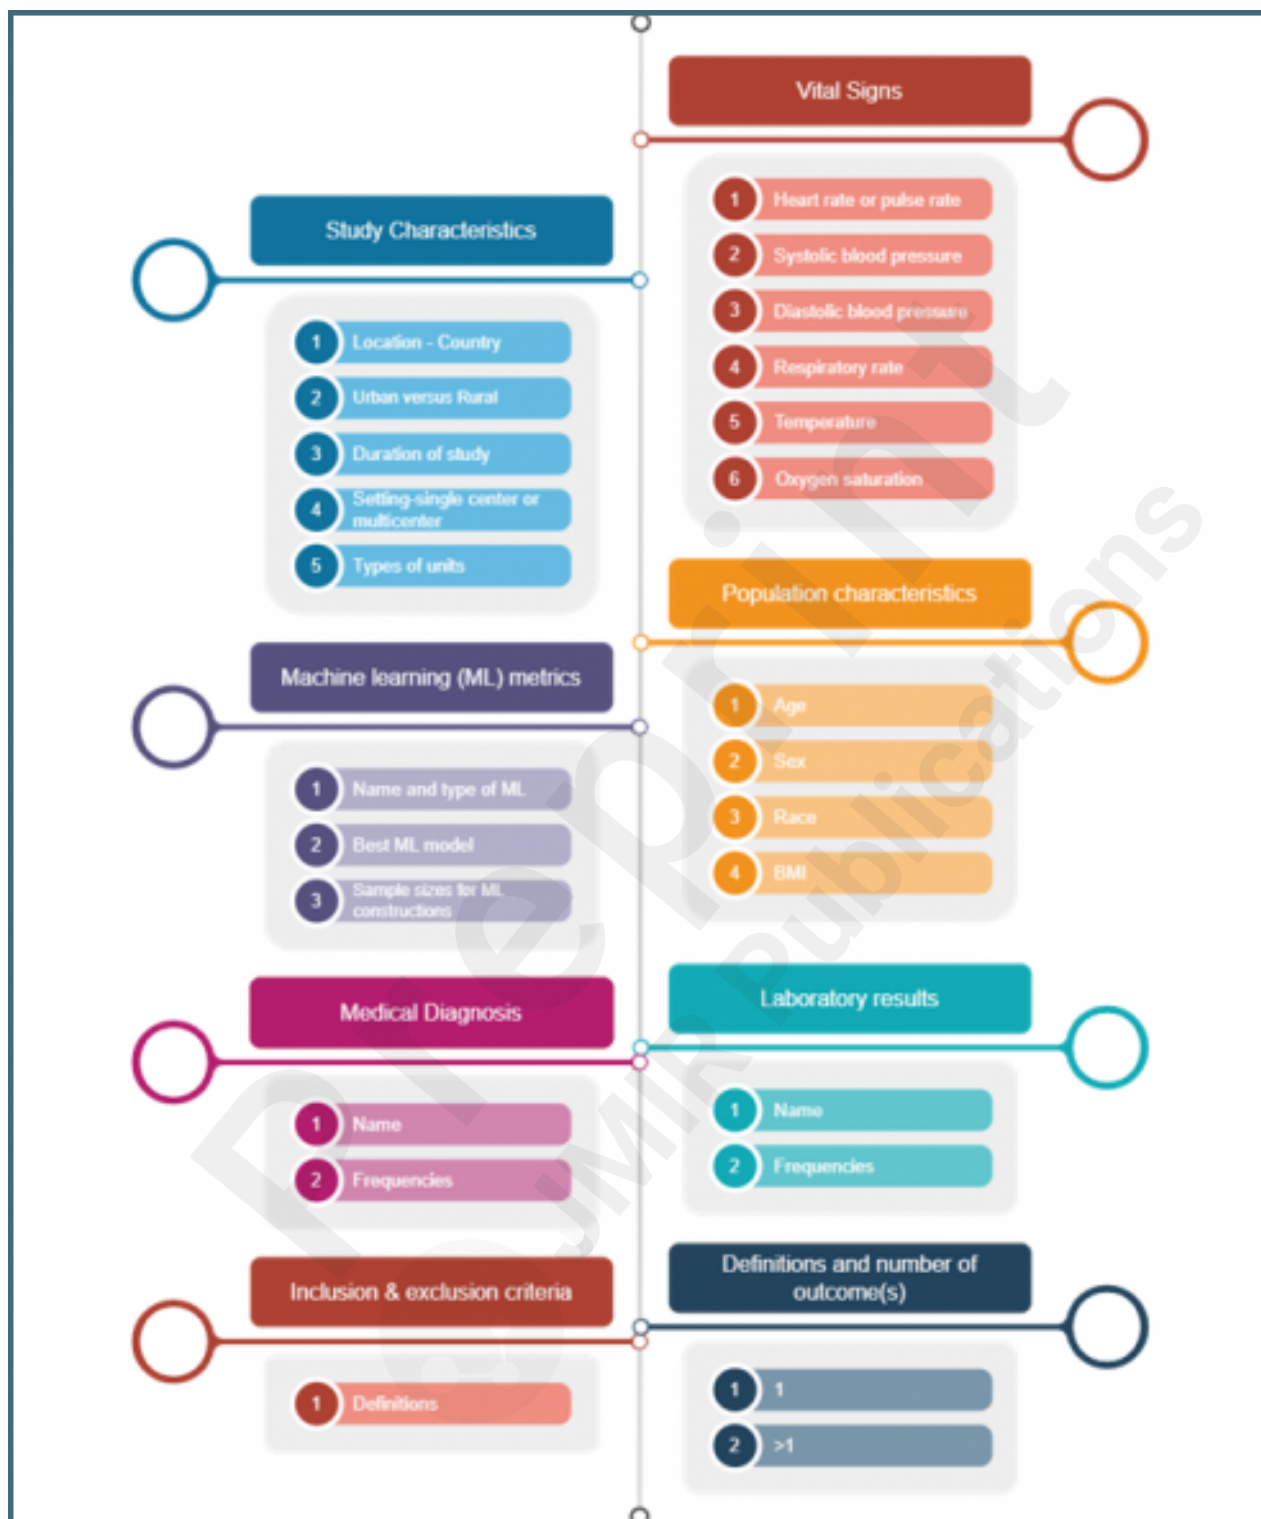 Vital Signs
1 Heart rate or pulse rate
2 Systolic blood pressure
3 Diastolic blood pressure
4 Respiratory rate
5 Temperature
6 Oxygen saturation
Study Characteristics
1 Location - Country
2 Urban versus Rural
3 Duration of study
4 Setting-single center or
multicenter
5 Types of units
Population characteristics
1 Age
2 Sex
3 Race
4 BMI
Machine learning (ML) metrics
1 Name and type of ML
2 Best ML model
3 Sample sizes for ML
constructions
Laboratory results
1 Name
2 Frequencies
Medical Diagnosis
1 Name
2 Frequencies
Definitions and number of
outcome(s)
1 1
2 >1
Inclusion & exclusion criteria
1 Definitions
Preprint
JMIR Publications